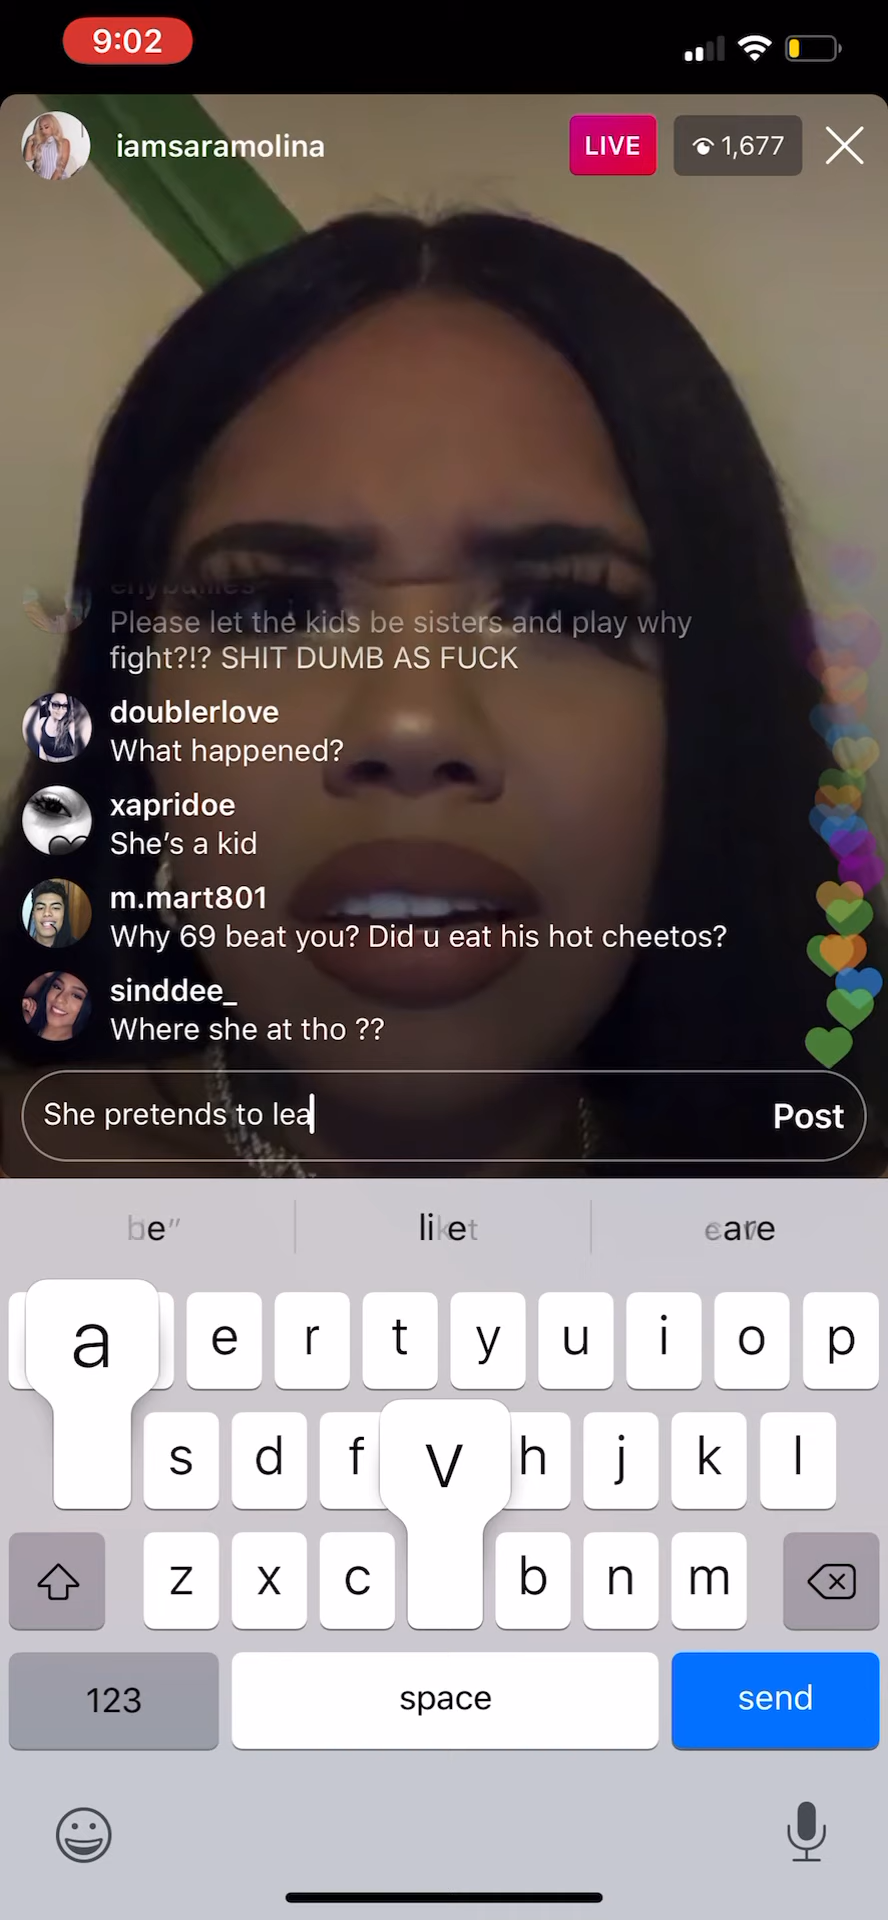 9:02
iamsaramolina
LIVE
1,677
Please let the kids be sisters and play why
fight?!? SHIT DUMB AS FUCK
doublerlove
What happened?
xapridoe
She's a kid
m.mart801
Why 69 beat you? Did u eat his hot cheetos?
sinddee_
Where she at tho ??
She pretends to lea
Post
a e r t y u i o p
s d f v h j k l
z x c b n m
123 space send